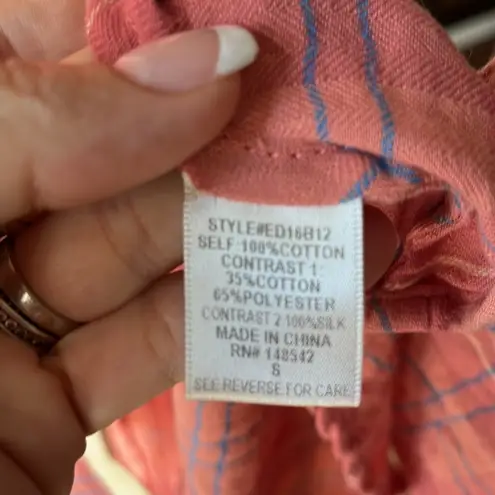 STYLE#ED16B12
SELF: 100%COTTON
CONTRAST 1:
35%COTTON
65%POLYESTER
CONTRAST 2 100%SILK
MADE IN CHINA
RN# 148542
S
SEE REVERSE FOR CARE